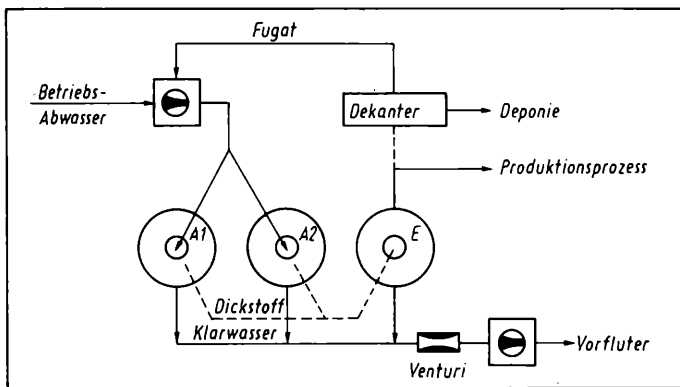 Fugat
Betriebs-
Abwasser
Dekanter
Deponie
Produktionsprozess
A1
A2
E
Dickstoff
Klarwasser
Venturi
Vorfluter